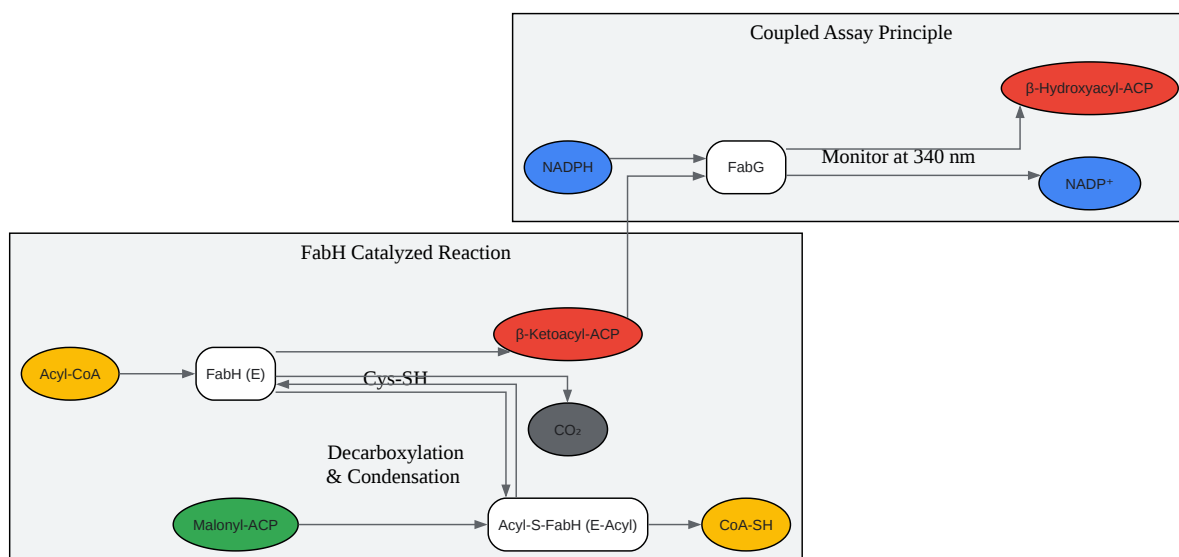 Coupled Assay Principle
β-Hydroxyacyl-ACP
NADPH
FabG
Monitor at 340 nm
NADP⁺
FabH Catalyzed Reaction
β-Ketoacyl-ACP
Acyl-CoA
FabH (E)
Cys-SH
CO₂
Decarboxylation
& Condensation
Malonyl-ACP
Acyl-S-FabH (E-Acyl)
CoA-SH